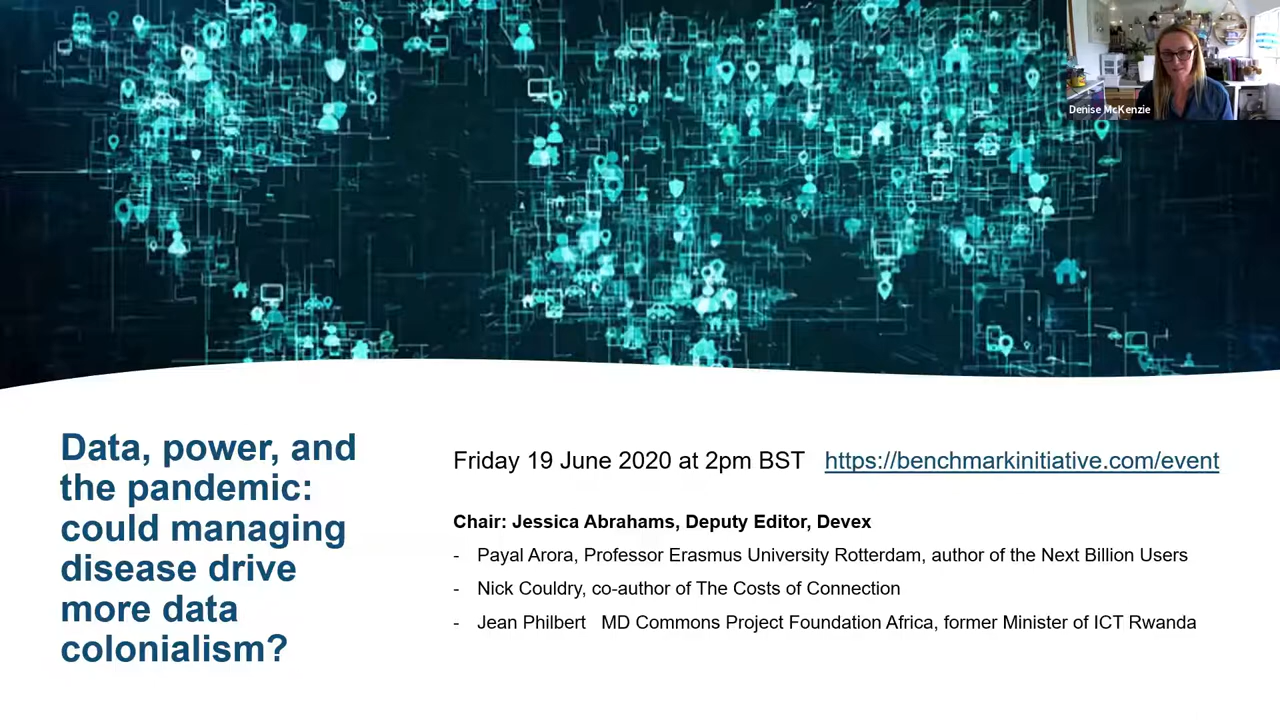 Denise McKenzie
Data, power, and
the pandemic:
could managing
disease drive
more data
colonialism?
Friday 19 June 2020 at 2pm BST https://benchmarkinitiative.com/event
Chair: Jessica Abrahams, Deputy Editor, Devex
- Payal Arora, Professor Erasmus University Rotterdam, author of the Next Billion Users
- Nick Couldry, co-author of The Costs of Connection
- Jean Philbert MD Commons Project Foundation Africa, former Minister of ICT Rwanda